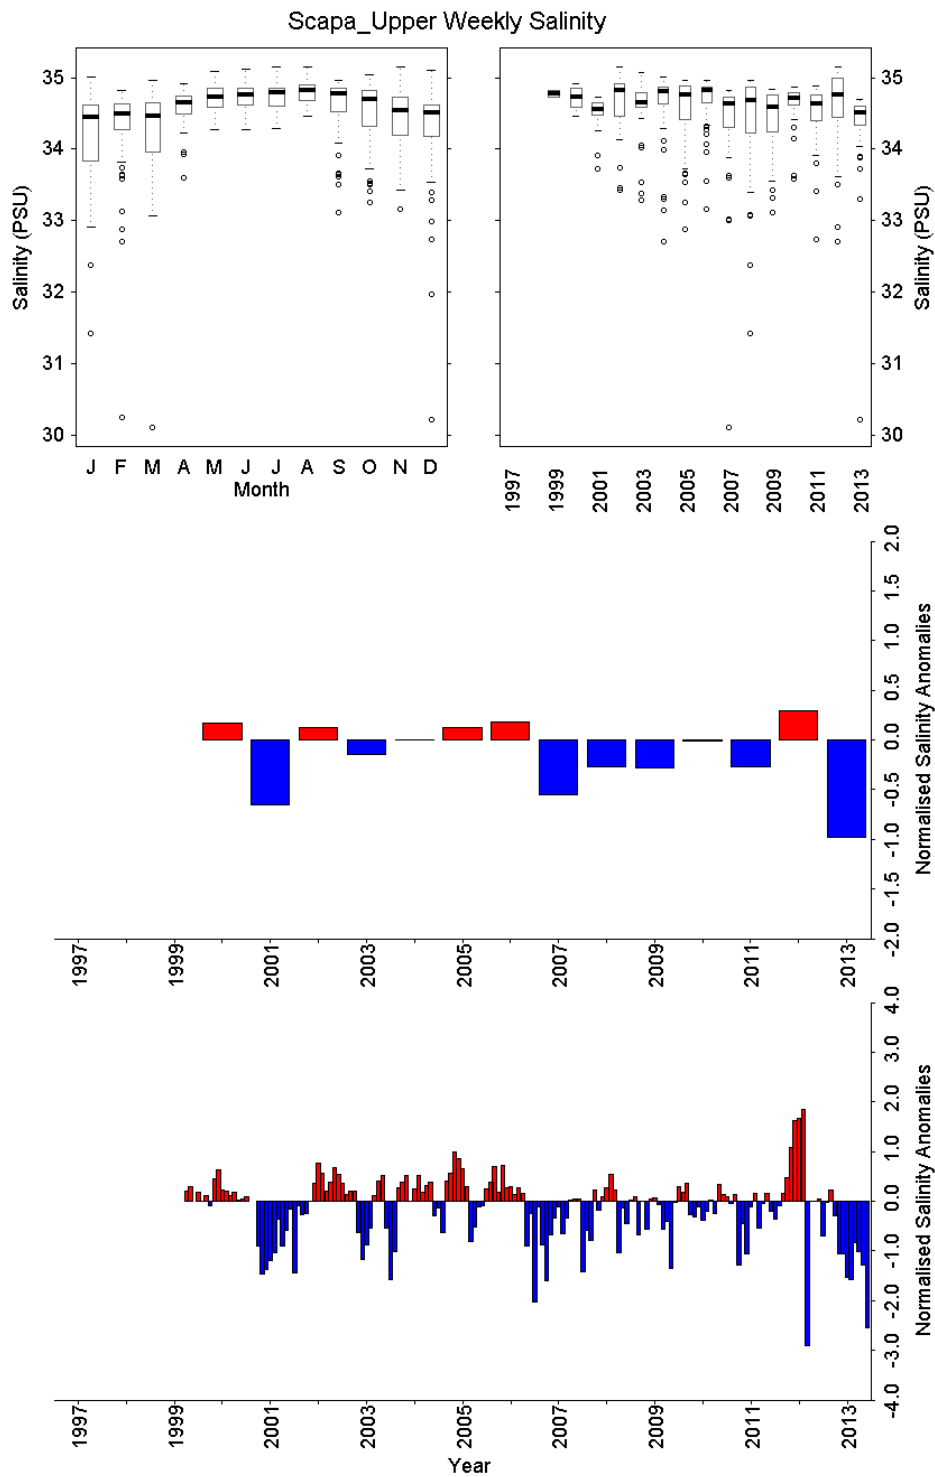 Scapa_Upper Weekly Salinity
35
34
33
32
31
30
Salinity (PSU)
J F M A M J J A S O N D
Month
35
34
33
32
31
30
Salinity (PSU)
1997 1999 2001 2003 2005 2007 2009 2011 2013
2.0
1.5
1.0
0.5
0.0
-0.5
-1.0
-1.5
-2.0
Normalised Salinity Anomalies
1997 1999 2001 2003 2005 2007 2009 2011 2013
4.0
3.0
2.0
1.0
0.0
-1.0
-2.0
-3.0
-4.0
Normalised Salinity Anomalies
1997 1999 2001 2003 2005 2007 2009 2011 2013
Year